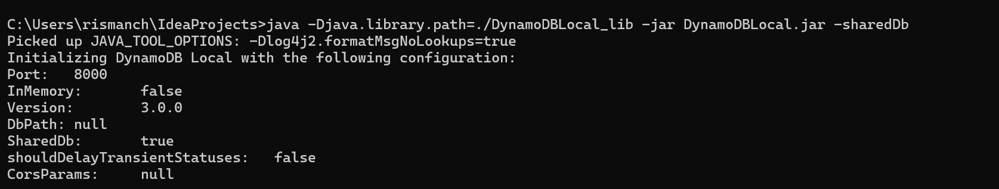 C:\Users\rismanch\IdeaProjects>java -Djava.library.path=./DynamoDBLocal_lib -jar DynamoDBLocal.jar -sharedDb
Picked up JAVA_TOOL_OPTIONS: -Dlog4j2.formatMsgNoLookups=true
Initializing DynamoDB Local with the following configuration:
Port:	8000
InMemory:	false
Version:	3.0.0
DbPath:	null
SharedDb:	true
shouldDelayTransientStatuses:	false
CorsParams:	null